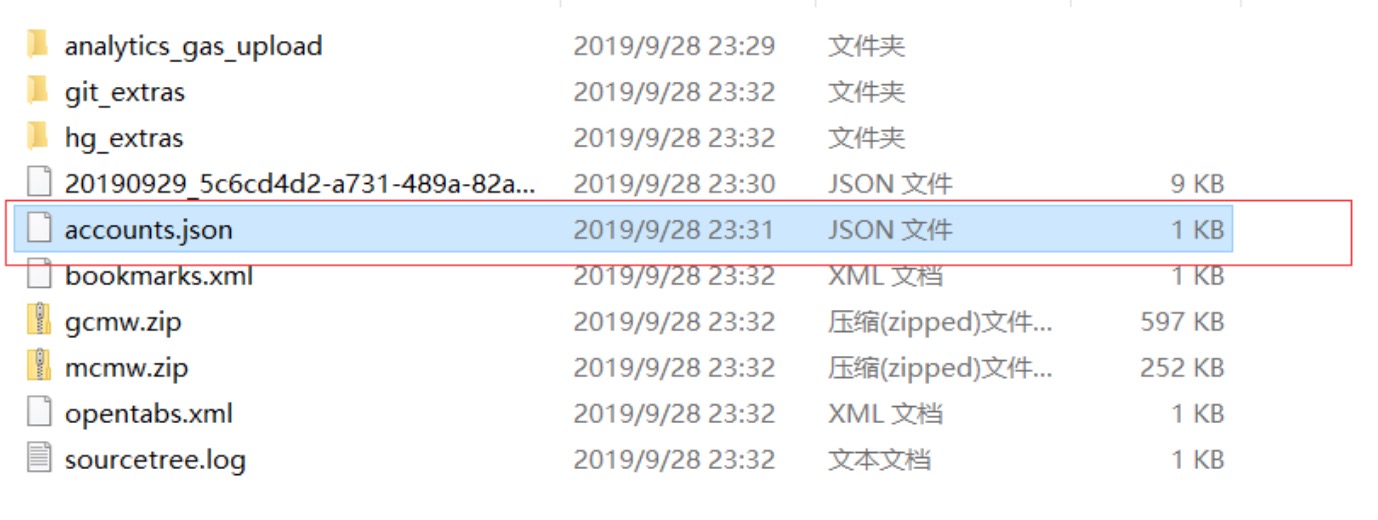 analytics_gas_upload 2019/9/28 23:29 文件夹
git_extras 2019/9/28 23:32 文件夹
hg_extras 2019/9/28 23:32 文件夹
20190929_5c6cd4d2-a731-489a-82a... 2019/9/28 23:30 JSON 文件 9 KB
accounts.json 2019/9/28 23:31 JSON 文件 1 KB
bookmarks.xml 2019/9/28 23:32 XML 文档 1 KB
gcmw.zip 2019/9/28 23:32 压缩(zipped)文件... 597 KB
mcmw.zip 2019/9/28 23:32 压缩(zipped)文件... 252 KB
opentabs.xml 2019/9/28 23:32 XML 文档 1 KB
sourcetree.log 2019/9/28 23:32 文本文档 1 KB